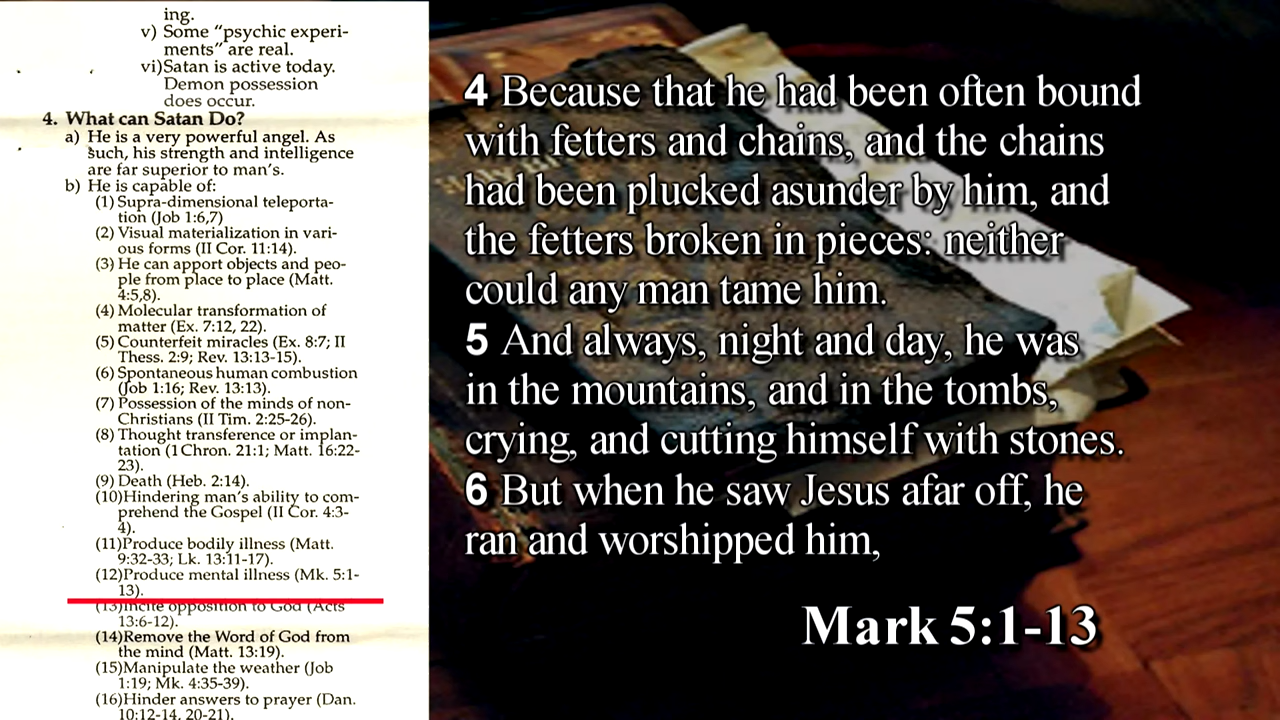 ing.
v) Some “psychic experi-
ments” are real.
vi)Satan is active today.
Demon possession
does occur.
4. What can Satan Do?
a) He is a very powerful angel. As
such, his strength and intelligence
are far superior to man’s.
b) He is capable of:
(1) Supra-dimensional teleporta-
tion (Job 1:6,7)
(2) Visual materialization in vari-
ous forms (II Cor. 11:14).
(3) He can apport objects and peo-
ple from place to place (Matt.
4:5,8).
(4) Molecular transformation of
matter (Ex. 7:12, 22).
(5) Counterfeit miracles (Ex. 8:7; II
Thess. 2:9; Rev. 13:13-15).
(6) Spontaneous human combustion
(Job 1:16; Rev. 13:13).
(7) Possession of the minds of non-
Christians (II Tim. 2:25-26).
(8) Thought transference or implan-
tation (1 Chron. 21:1; Matt. 16:22-
23).
(9) Death (Heb. 2:14).
(10)Hindering man’s ability to com-
prehend the Gospel (II Cor. 4:3-
4).
(11)Produce bodily illness (Matt.
9:32-33; Lk. 13:11-17).
(12)Produce mental illness (Mk. 5:1-
13).
(13)Incite opposition to God (Acts
13:6-12).
(14)Remove the Word of God from
the mind (Matt. 13:19).
(15)Manipulate the weather (Job
1:19; Mk. 4:35-39).
(16)Hinder answers to prayer (Dan.
10:12-14, 20-21).
4 Because that he had been often bound
with fetters and chains, and the chains
had been plucked asunder by him, and
the fetters broken in pieces: neither
could any man tame him.
5 And always, night and day, he was
in the mountains, and in the tombs,
crying, and cutting himself with stones.
6 But when he saw Jesus afar off, he
ran and worshipped him,
Mark 5:1-13